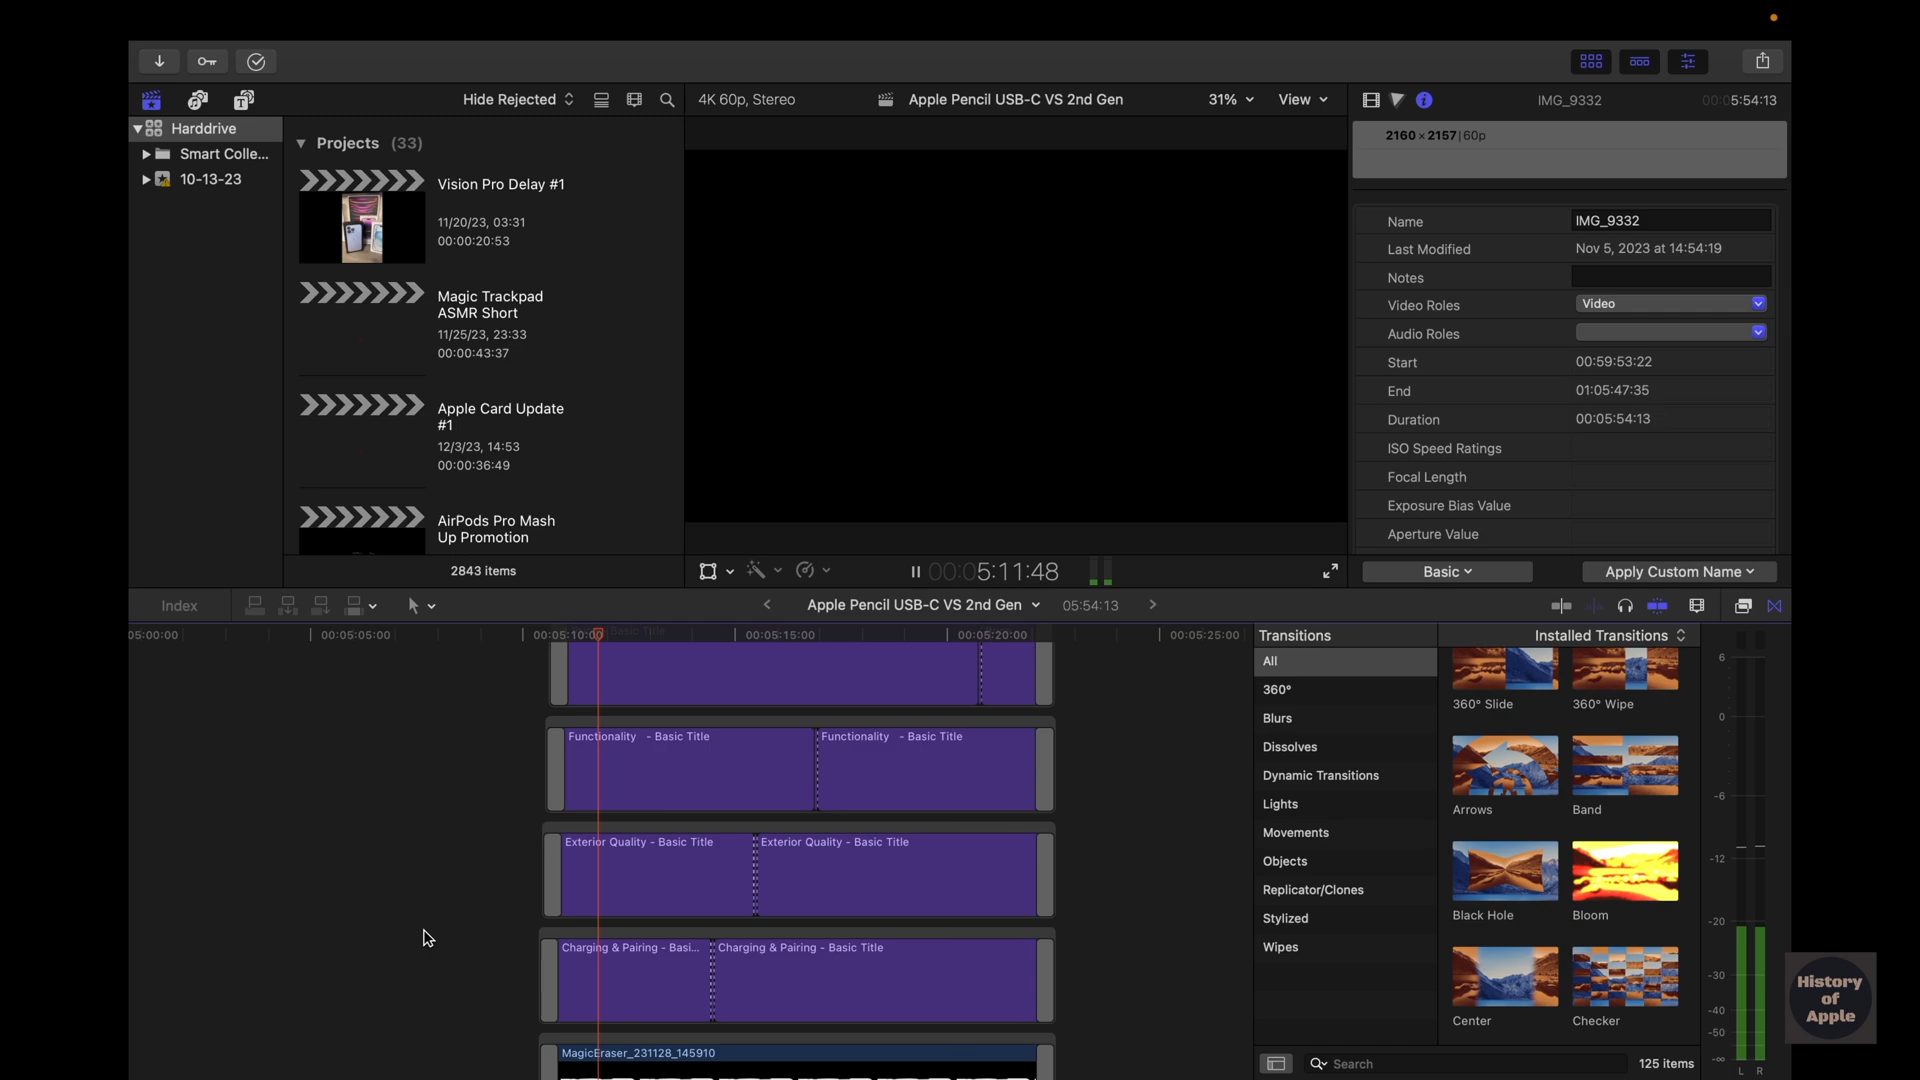 Hide Rejected
4K 60p, Stereo
Apple Pencil USB-C VS 2nd Gen
31%
View
IMG_9332
00:05:54:13
Harddrive
Smart Colle...
10-13-23
Projects (33)
Vision Pro Delay #1
11/20/23, 03:31
00:00:20:53
Magic Trackpad
ASMR Short
11/25/23, 23:33
00:00:43:37
Apple Card Update
#1
12/3/23, 14:53
00:00:36:49
AirPods Pro Mash
Up Promotion
2843 items
00:05:11:48
2160 × 2157 | 60p
Name
IMG_9332
Last Modified
Nov 5, 2023 at 14:54:19
Notes
Video Roles
Video
Audio Roles
Start
00:59:53:22
End
01:05:47:35
Duration
00:05:54:13
ISO Speed Ratings
Focal Length
Exposure Bias Value
Aperture Value
Basic
Apply Custom Name
Index
Apple Pencil USB-C VS 2nd Gen
05:54:13
05:00:00
00:05:05:00
00:05:10:00
00:05:15:00
00:05:20:00
00:05:25:00
Functionality - Basic Title
Functionality - Basic Title
Exterior Quality - Basic Title
Exterior Quality - Basic Title
Charging & Pairing - Basi...
Charging & Pairing - Basic Title
MagicEraser_231128_145910
Transitions
Installed Transitions
All
360°
Blurs
Dissolves
Dynamic Transitions
Lights
Movements
Objects
Replicator/Clones
Stylized
Wipes
360° Slide
360° Wipe
Arrows
Band
Black Hole
Bloom
Center
Checker
Search
125 items
6
0
-6
-12
-20
-30
-40
-50
-∞
L R
History
of
Apple